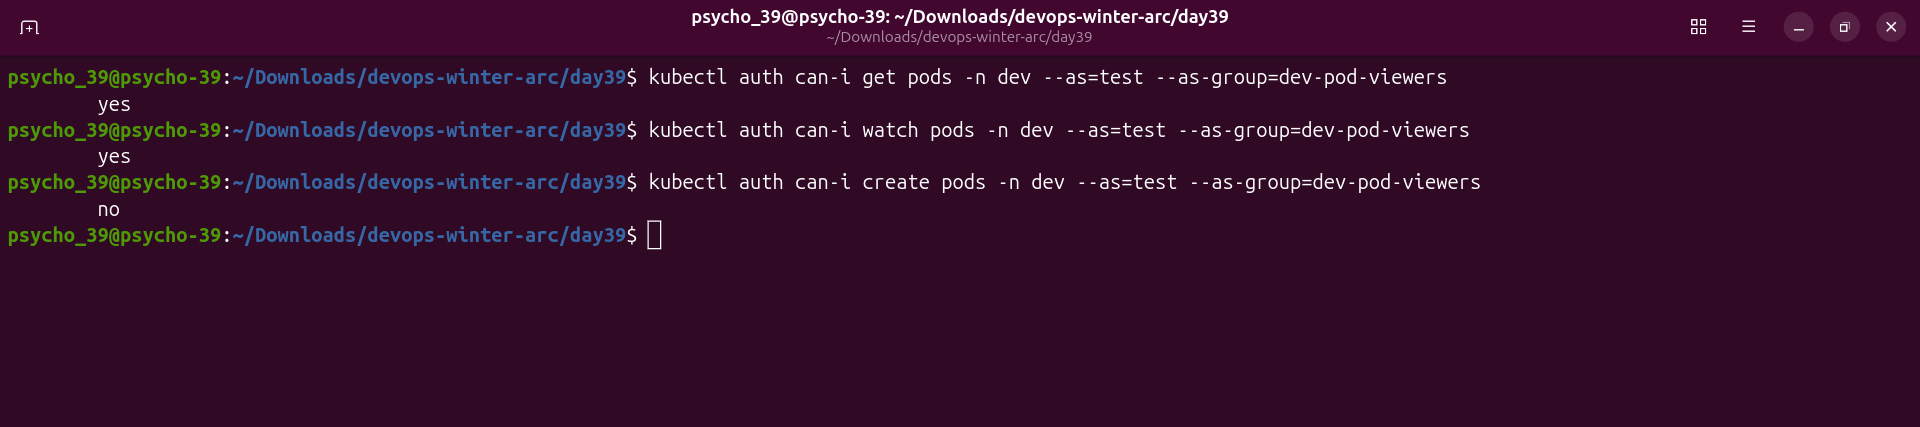 psycho_39@psycho-39: ~/Downloads/devops-winter-arc/day39
~/Downloads/devops-winter-arc/day39
psycho_39@psycho-39:~/Downloads/devops-winter-arc/day39$ kubectl auth can-i get pods -n dev --as=test --as-group=dev-pod-viewers
yes
psycho_39@psycho-39:~/Downloads/devops-winter-arc/day39$ kubectl auth can-i watch pods -n dev --as=test --as-group=dev-pod-viewers
yes
psycho_39@psycho-39:~/Downloads/devops-winter-arc/day39$ kubectl auth can-i create pods -n dev --as=test --as-group=dev-pod-viewers
no
psycho_39@psycho-39:~/Downloads/devops-winter-arc/day39$